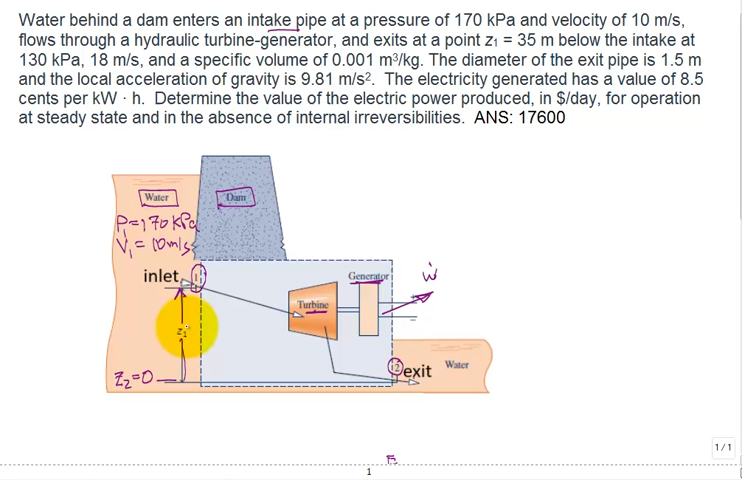 Water behind a dam enters an intake pipe at a pressure of 170 kPa and velocity of 10 m/s,
flows through a hydraulic turbine-generator, and exits at a point z₁ = 35 m below the intake at
130 kPa, 18 m/s, and a specific volume of 0.001 m³/kg. The diameter of the exit pipe is 1.5 m
and the local acceleration of gravity is 9.81 m/s². The electricity generated has a value of 8.5
cents per kW · h. Determine the value of the electric power produced, in $/day, for operation
at steady state and in the absence of internal irreversibilities. ANS: 17600
Water
Dam
P₁=170 kPa
V₁ = 10m/s
inlet
1
Generator
Ẇ
Turbine
z₁
Z₂=0
2
exit
Water
1 / 1
1